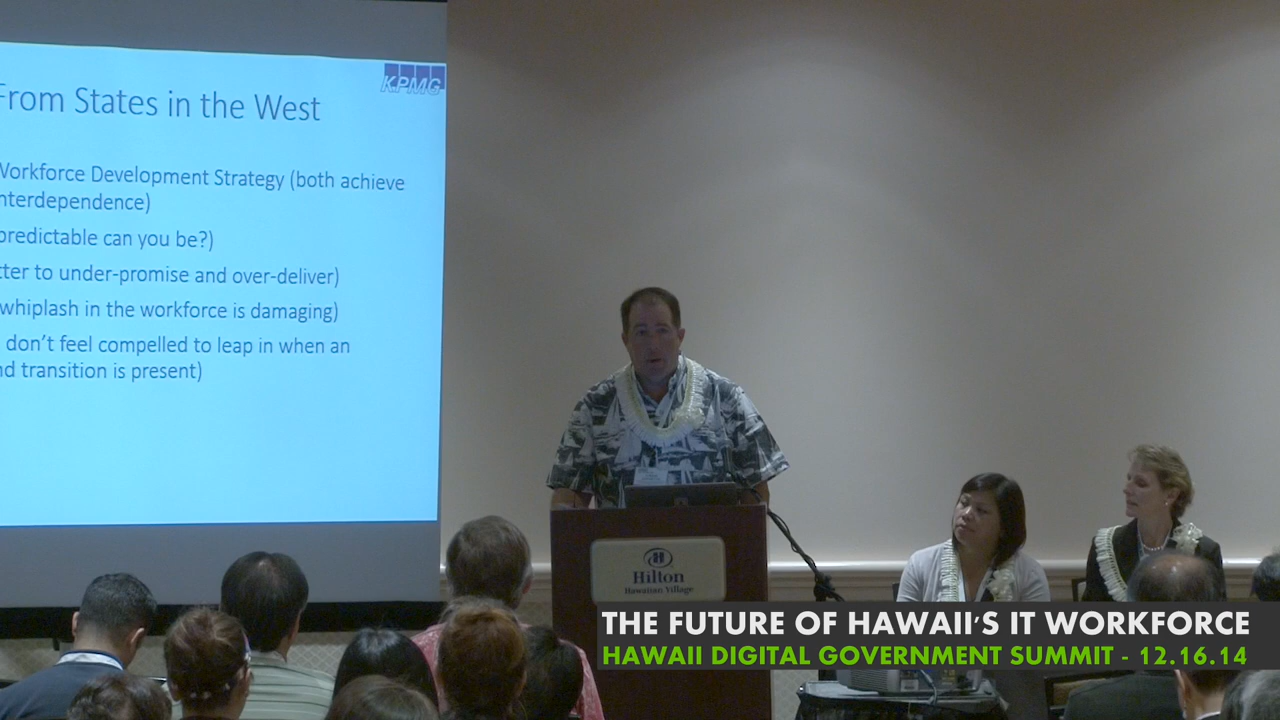 KPMG
From States in the West
Workforce Development Strategy (both achieve
nterdependence)
predictable can you be?)
tter to under-promise and over-deliver)
whiplash in the workforce is damaging)
don't feel compelled to leap in when an
nd transition is present)
Hilton
Hawaiian Village
THE FUTURE OF HAWAII'S IT WORKFORCE
HAWAII DIGITAL GOVERNMENT SUMMIT - 12.16.14